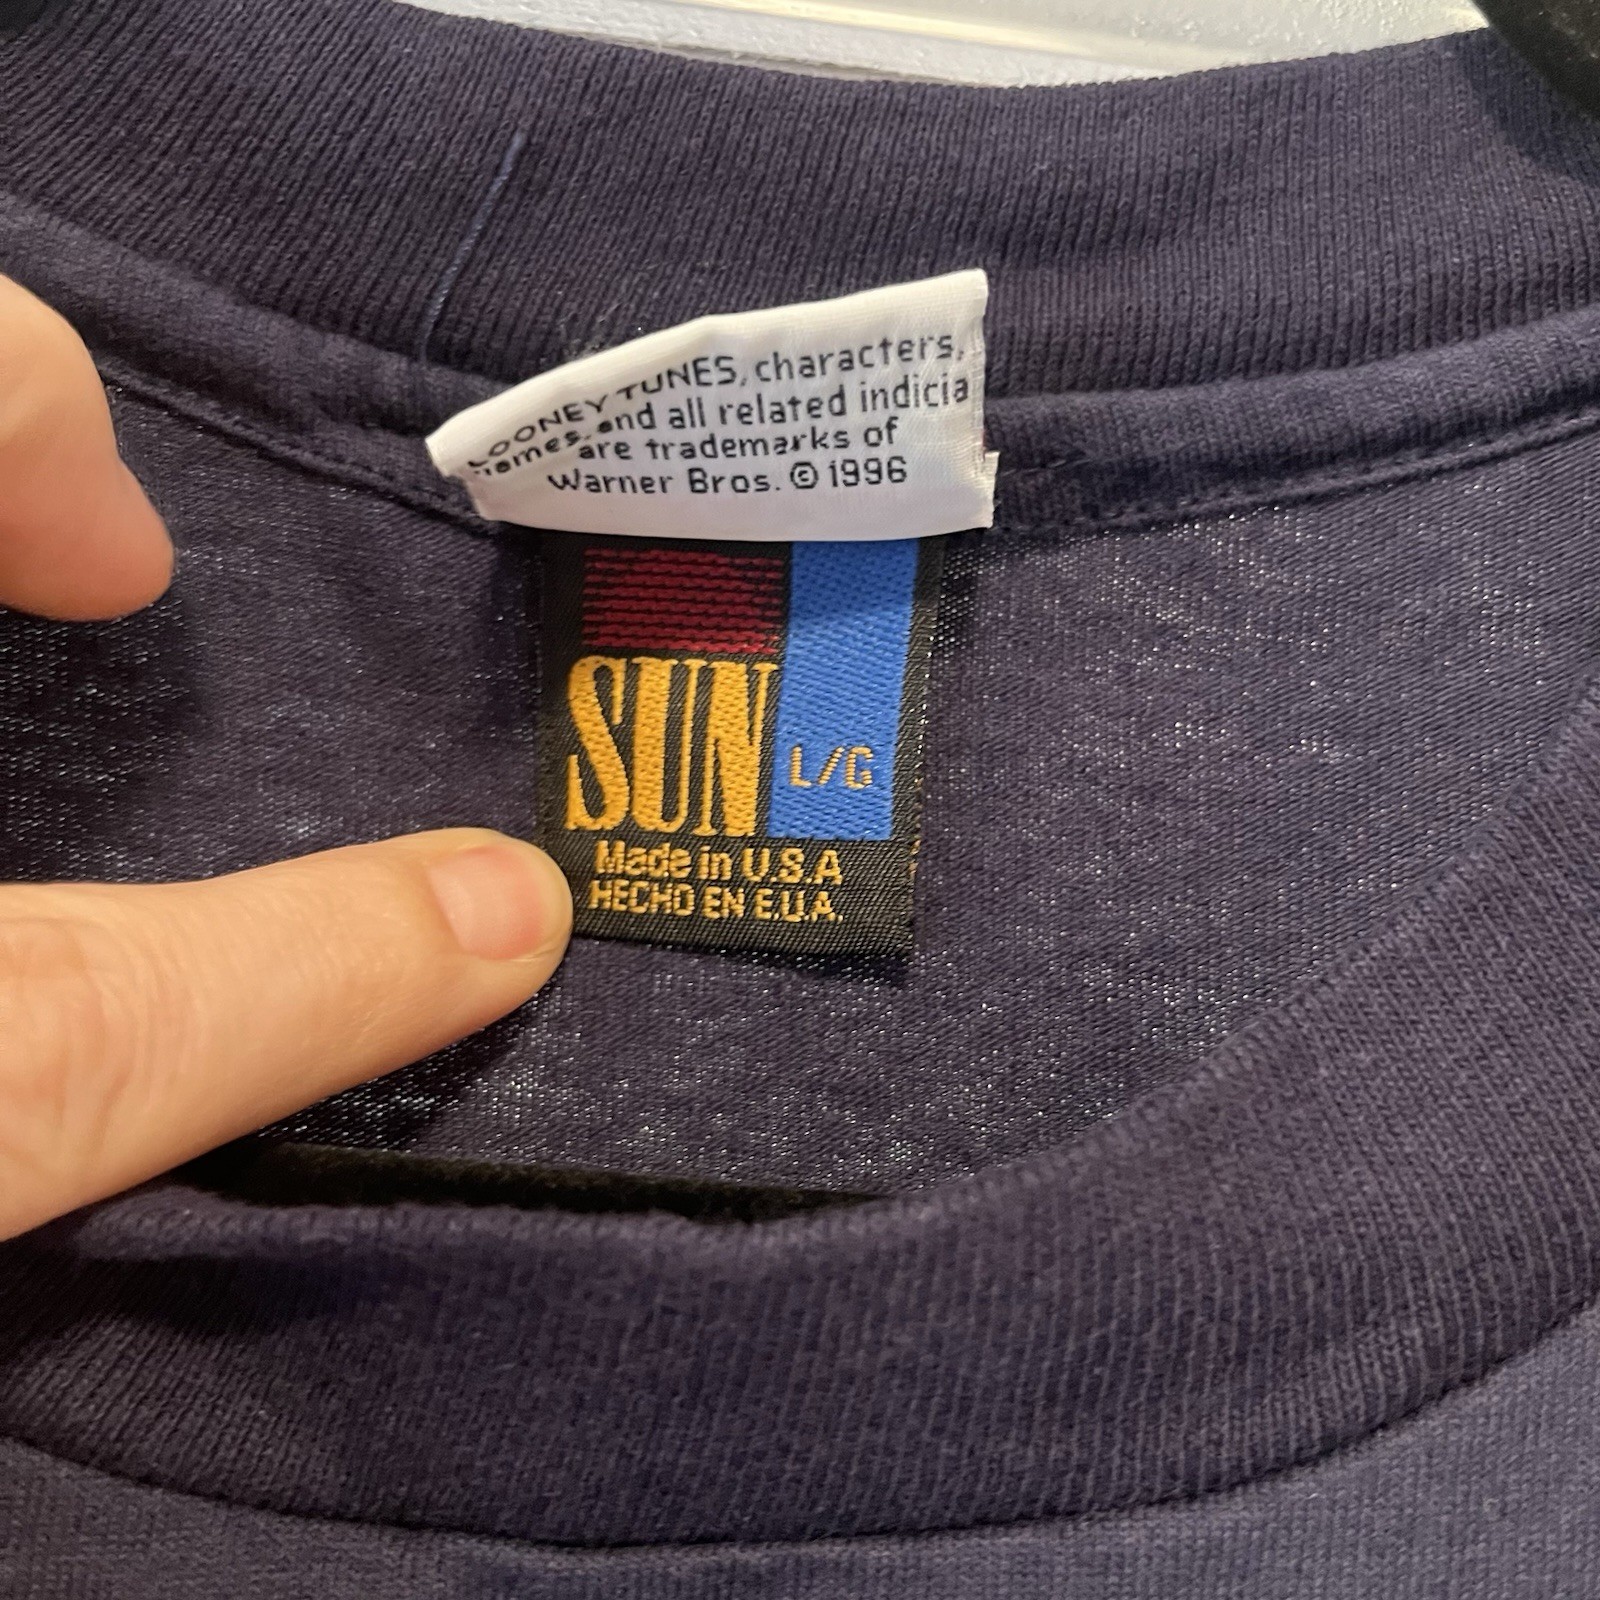 LOONEY TUNES, characters,
names, and all related indicia
are trademarks of
Warner Bros. © 1996
SUN
L/G
Made in U.S.A
HECHO EN E.U.A.